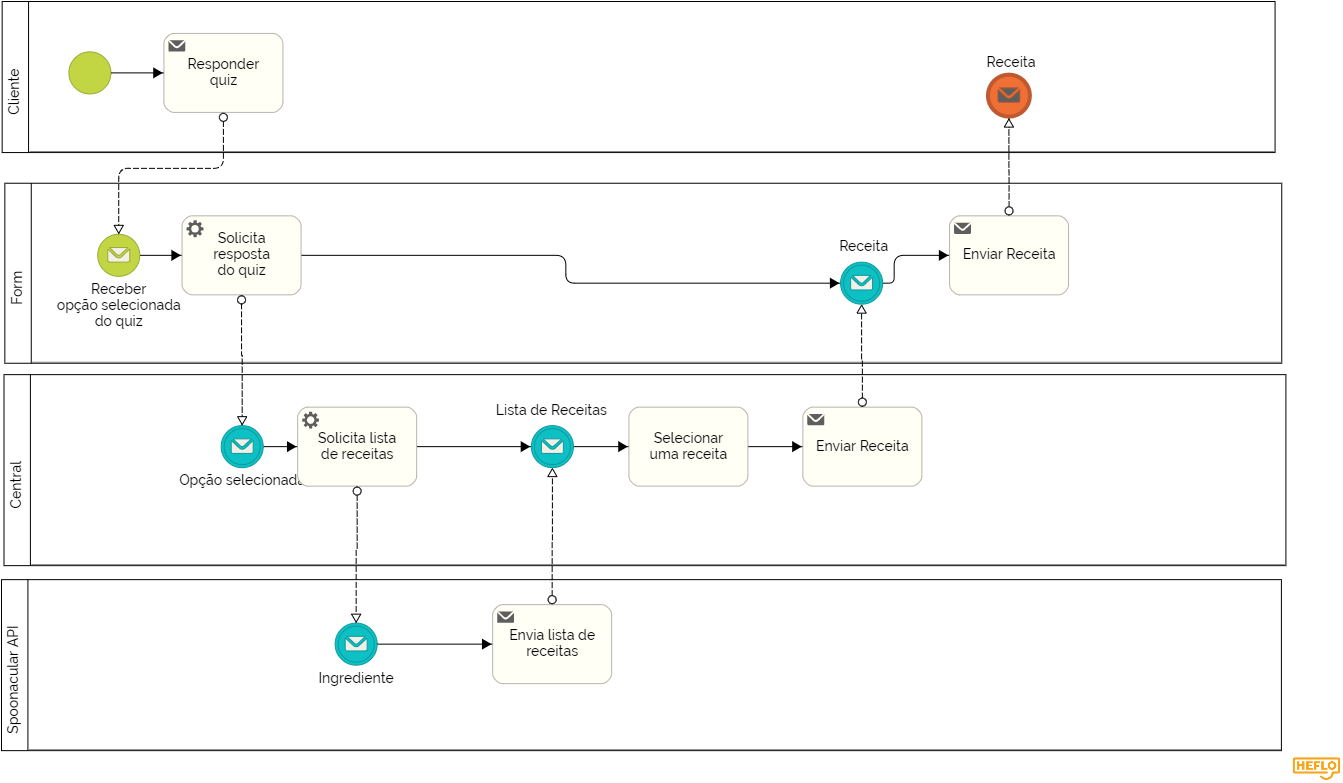 Cliente
Responder
quiz
Receita
Form
Receber
opção selecionada
do quiz
Solicita
resposta
do quiz
Receita
Enviar Receita
Central
Opção selecionada
Solicita lista
de receitas
Lista de Receitas
Selecionar
uma receita
Enviar Receita
Spoonacular API
Ingrediente
Envia lista de
receitas
HEFLO